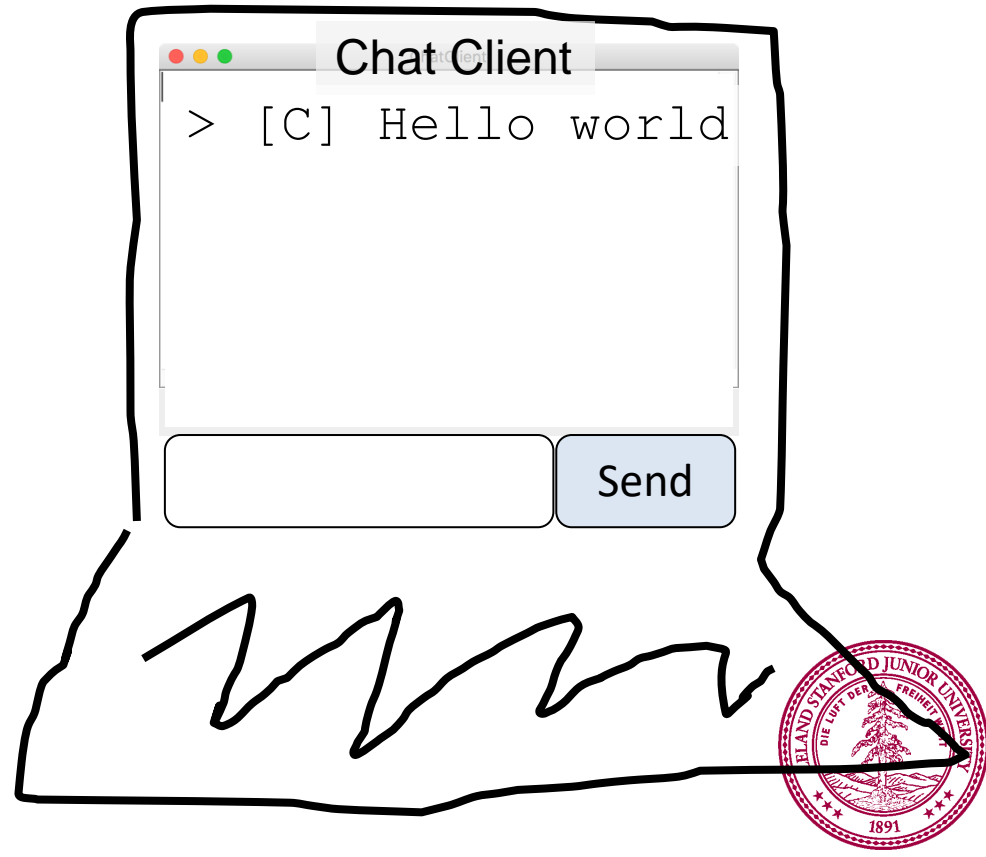 Chat Client
> [C] Hello world
Send
LELAND STANFORD JUNIOR UNIVERSITY
DIE LUFT DER FREIHEIT WEHT
1891